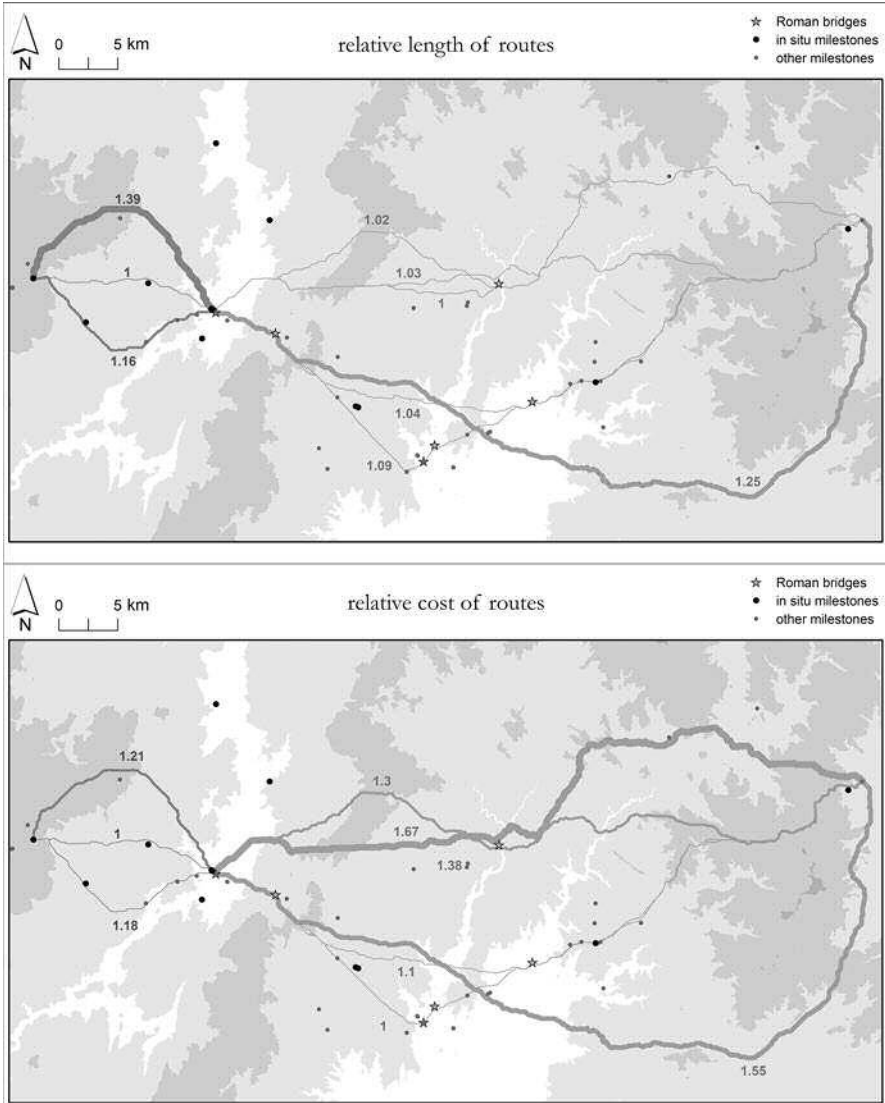 N
0 5 km
relative length of routes
Roman bridges
in situ milestones
other milestones
1.39
1.02
1
1.03
1
1.16
1.04
1.09
1.25
N
0 5 km
relative cost of routes
Roman bridges
in situ milestones
other milestones
1.21
1.3
1
1.67
1.38
1.18
1.1
1
1.55